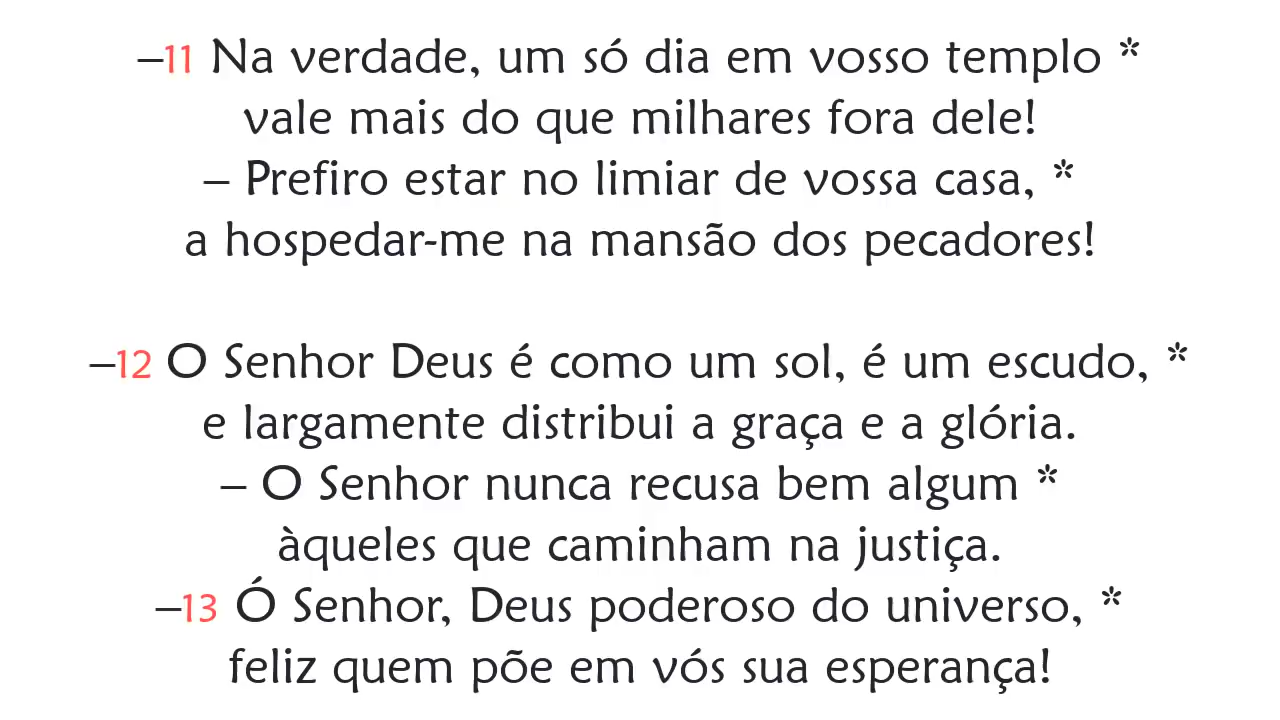 –11 Na verdade, um só dia em vosso templo *
vale mais do que milhares fora dele!
– Prefiro estar no limiar de vossa casa, *
a hospedar-me na mansão dos pecadores!
–12 O Senhor Deus é como um sol, é um escudo, *
e largamente distribui a graça e a glória.
– O Senhor nunca recusa bem algum *
àqueles que caminham na justiça.
–13 Ó Senhor, Deus poderoso do universo, *
feliz quem põe em vós sua esperança!